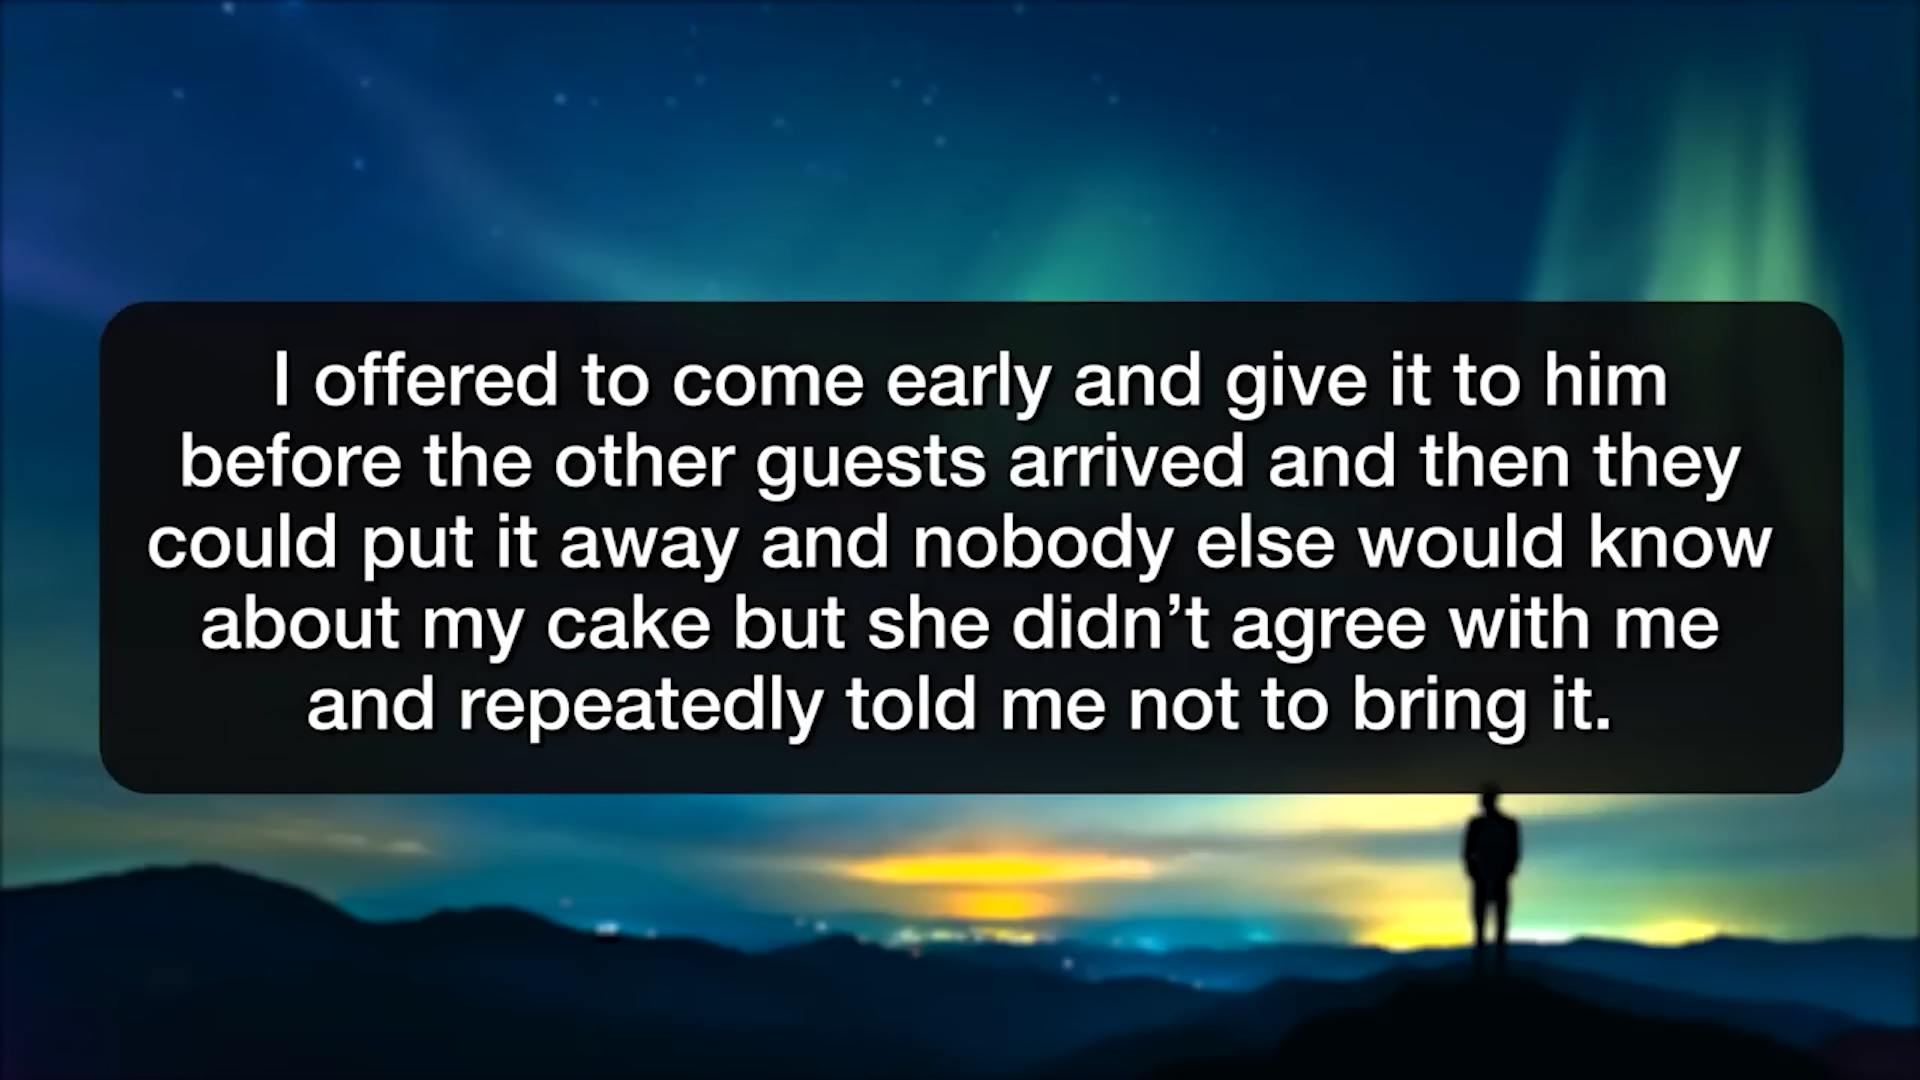 I offered to come early and give it to him
before the other guests arrived and then they
could put it away and nobody else would know
about my cake but she didn’t agree with me
and repeatedly told me not to bring it.